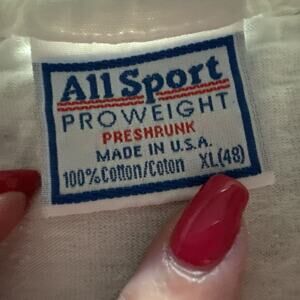 All Sport
PROWEIGHT
PRESHRUNK
MADE IN U.S.A.
100% Cotton/Coton XL (48)